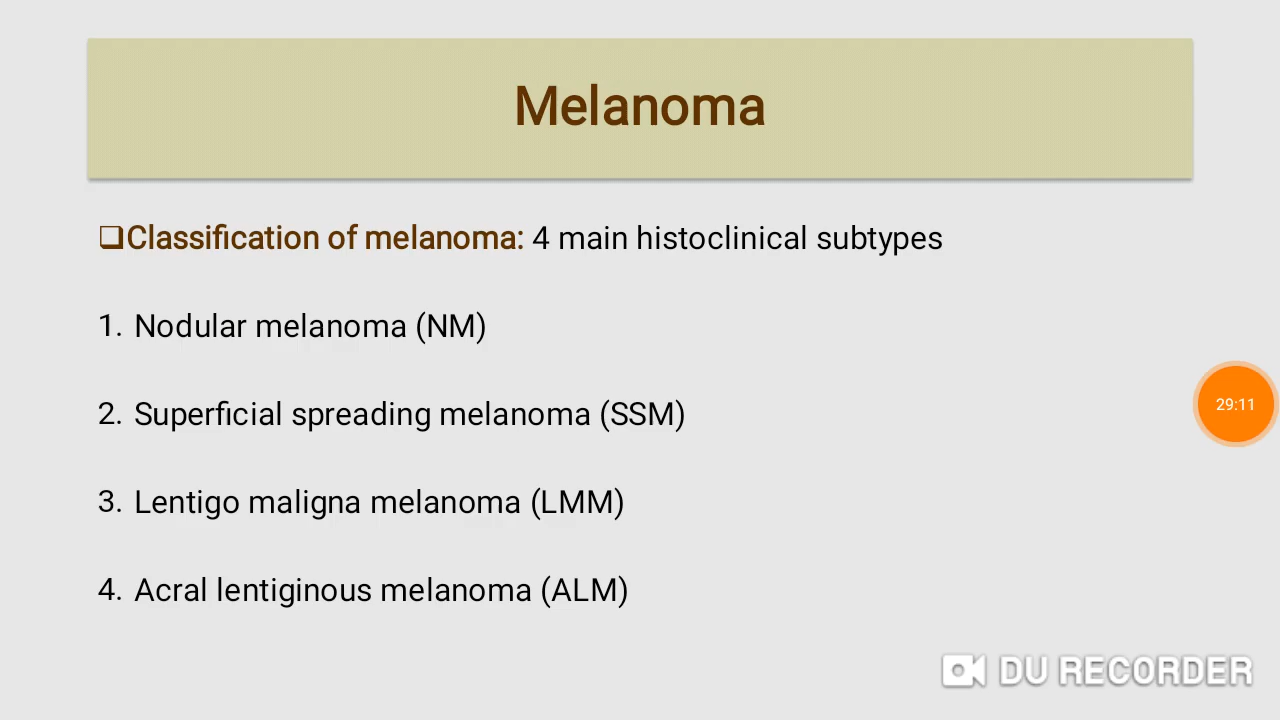 Melanoma
❑Classification of melanoma: 4 main histoclinical subtypes
1. Nodular melanoma (NM)
2. Superficial spreading melanoma (SSM)
3. Lentigo maligna melanoma (LMM)
29:11
4. Acral lentiginous melanoma (ALM)
DU RECORDER